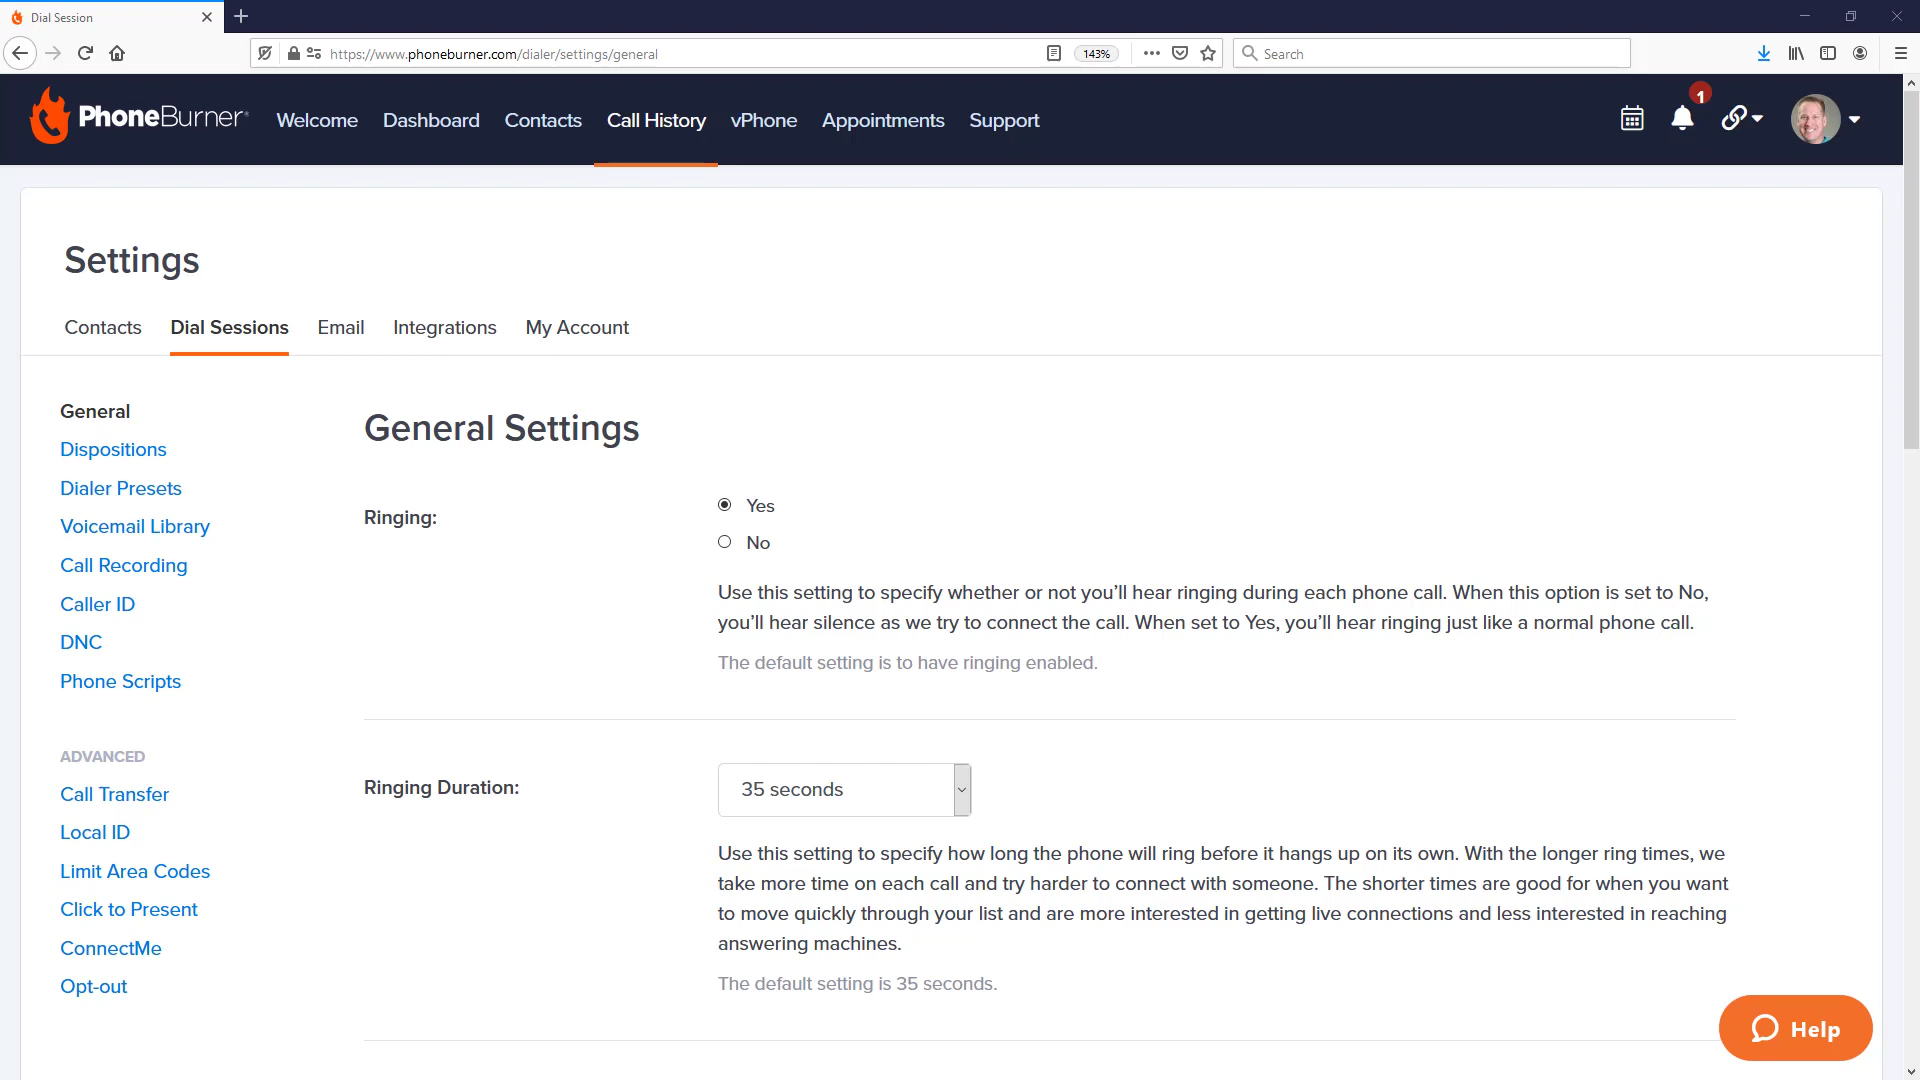 Dial Session
https://www.phoneburner.com/dialer/settings/general
143%
Search
PhoneBurner
Welcome
Dashboard
Contacts
Call History
vPhone
Appointments
Support
1
Settings
Contacts
Dial Sessions
Email
Integrations
My Account
General
Dispositions
Dialer Presets
Voicemail Library
Call Recording
Caller ID
DNC
Phone Scripts
ADVANCED
Call Transfer
Local ID
Limit Area Codes
Click to Present
ConnectMe
Opt-out
General Settings
Ringing:
Yes
No
Use this setting to specify whether or not you’ll hear ringing during each phone call. When this option is set to No,
you’ll hear silence as we try to connect the call. When set to Yes, you’ll hear ringing just like a normal phone call.
The default setting is to have ringing enabled.
Ringing Duration:
35 seconds
Use this setting to specify how long the phone will ring before it hangs up on its own. With the longer ring times, we
take more time on each call and try harder to connect with someone. The shorter times are good for when you want
to move quickly through your list and are more interested in getting live connections and less interested in reaching
answering machines.
The default setting is 35 seconds.
Help